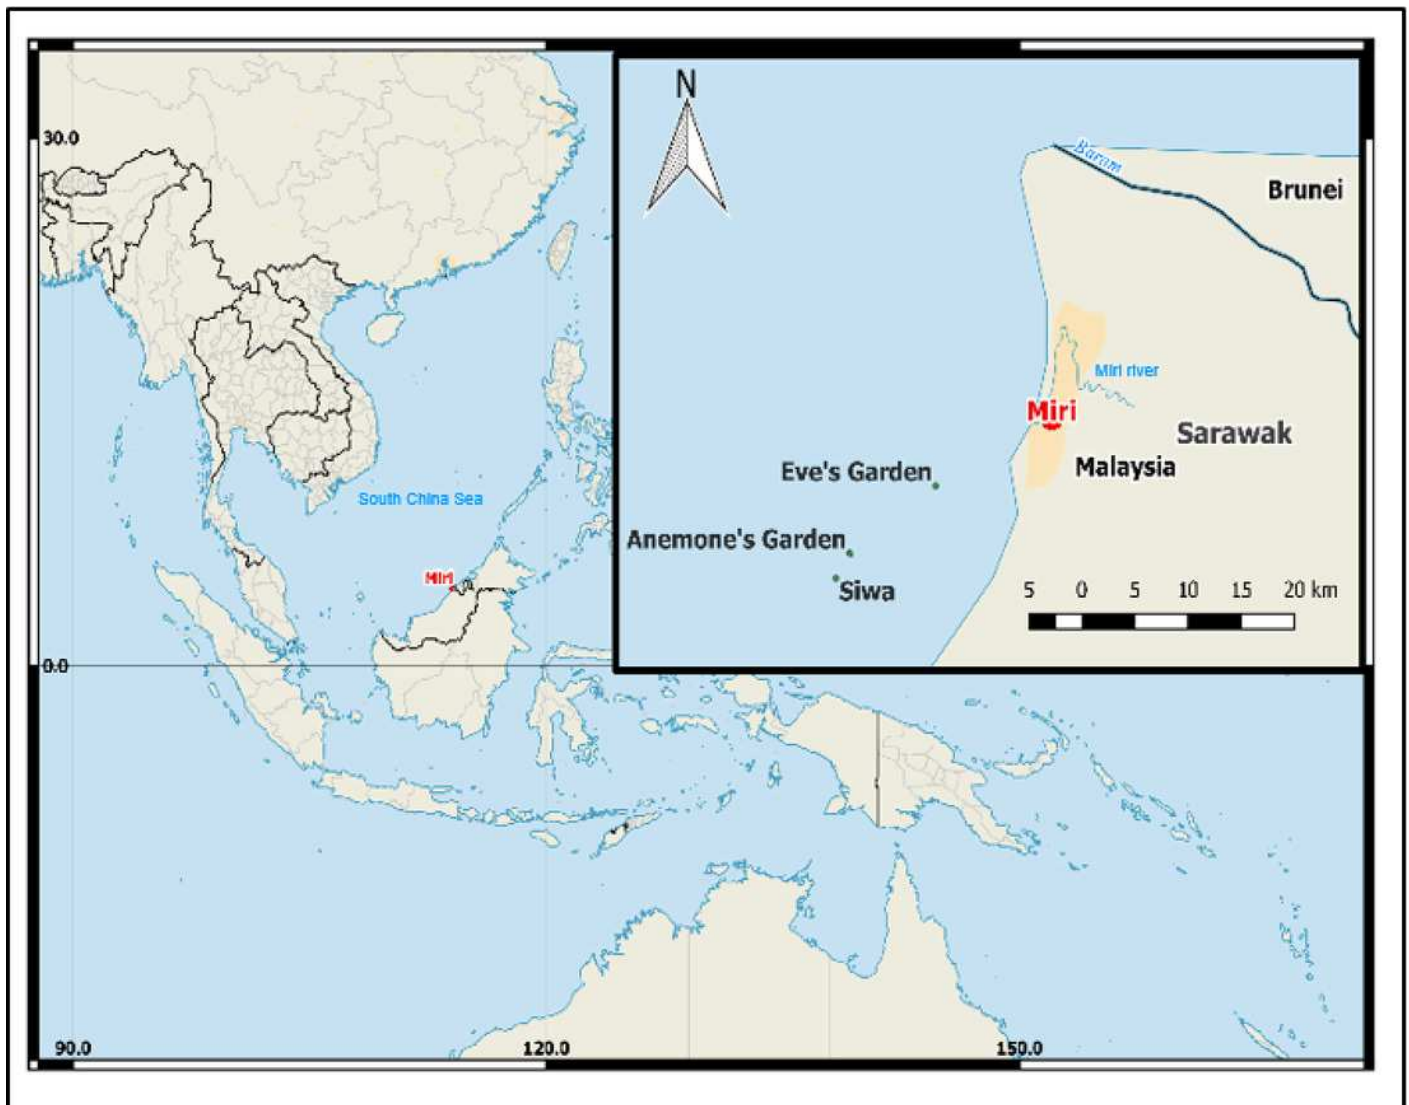 N
30.0
Baram
Brunei
Miri river
Miri
Sarawak
Malaysia
Eve's Garden
South China Sea
Anemone's Garden
Miri
Siwa
5 0 5 10 15 20 km
0.0
90.0 120.0 150.0